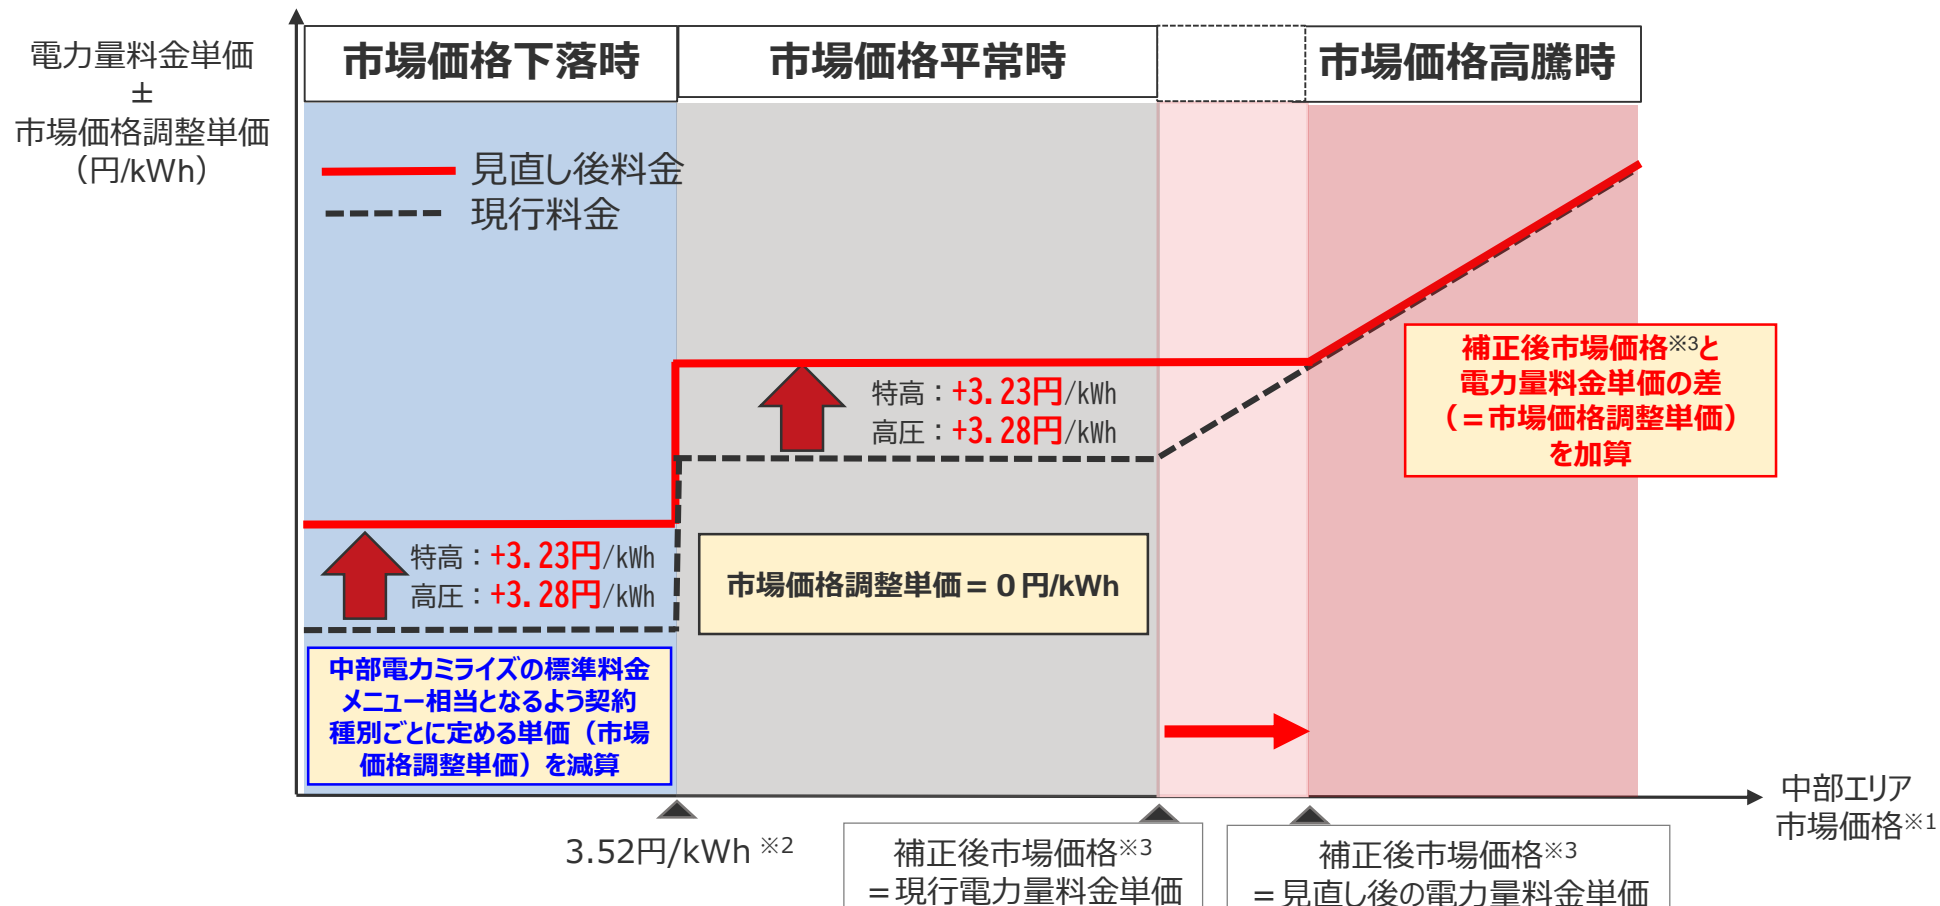 電力量料金単価
±
市場価格調整単価
（円/kWh）
市場価格下落時
市場価格平常時
市場価格高騰時
見直し後料金
現行料金
特高：+3.23円/kWh
高圧：+3.28円/kWh
補正後市場価格※3と
電力量料金単価の差
（＝市場価格調整単価）
を加算
特高：+3.23円/kWh
高圧：+3.28円/kWh
市場価格調整単価＝０円/kWh
中部電力ミライズの標準料金
メニュー相当となるよう契約
種別ごとに定める単価（市場
価格調整単価）を減算
中部エリア
市場価格※1
3.52円/kWh ※2
補正後市場価格※3
＝現行電力量料金単価
補正後市場価格※3
＝見直し後の電力量料金単価